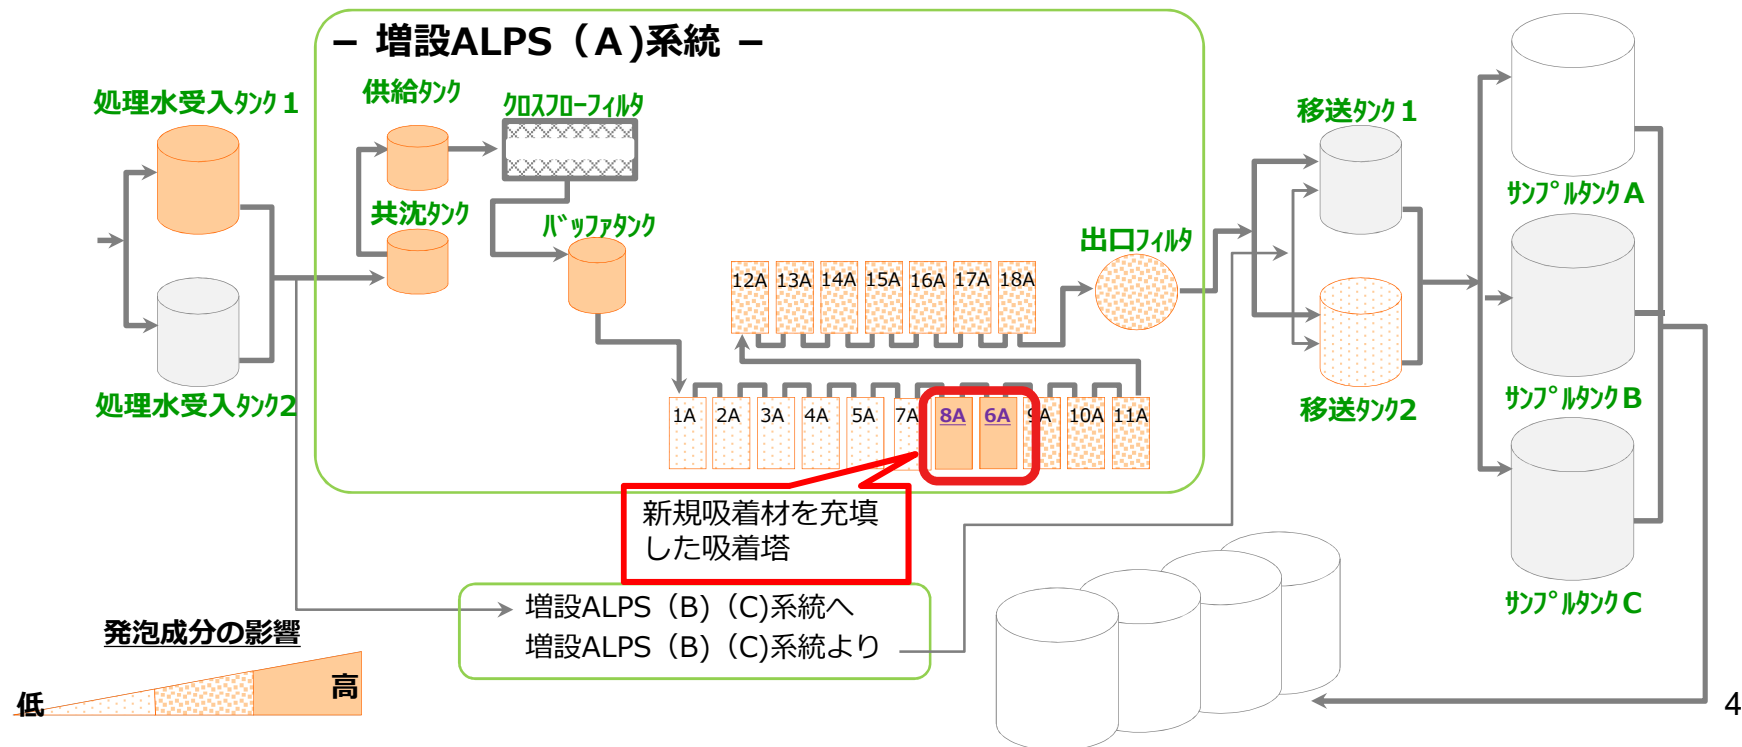 － 増設ALPS（A)系統 －
処理水受入タンク1
供給タンク
クロスフローフィルタ
共沈タンク
バッファタンク
処理水受入タンク2
12A 13A 14A 15A 16A 17A 18A
出口フィルタ
1A 2A 3A 4A 5A 7A 8A 6A 9A 10A 11A
新規吸着材を充填
した吸着塔
移送タンク1
移送タンク2
サンプルタンクA
サンプルタンクB
サンプルタンクC
増設ALPS（B)（C)系統へ
増設ALPS（B)（C)系統より
発泡成分の影響
低
高
4